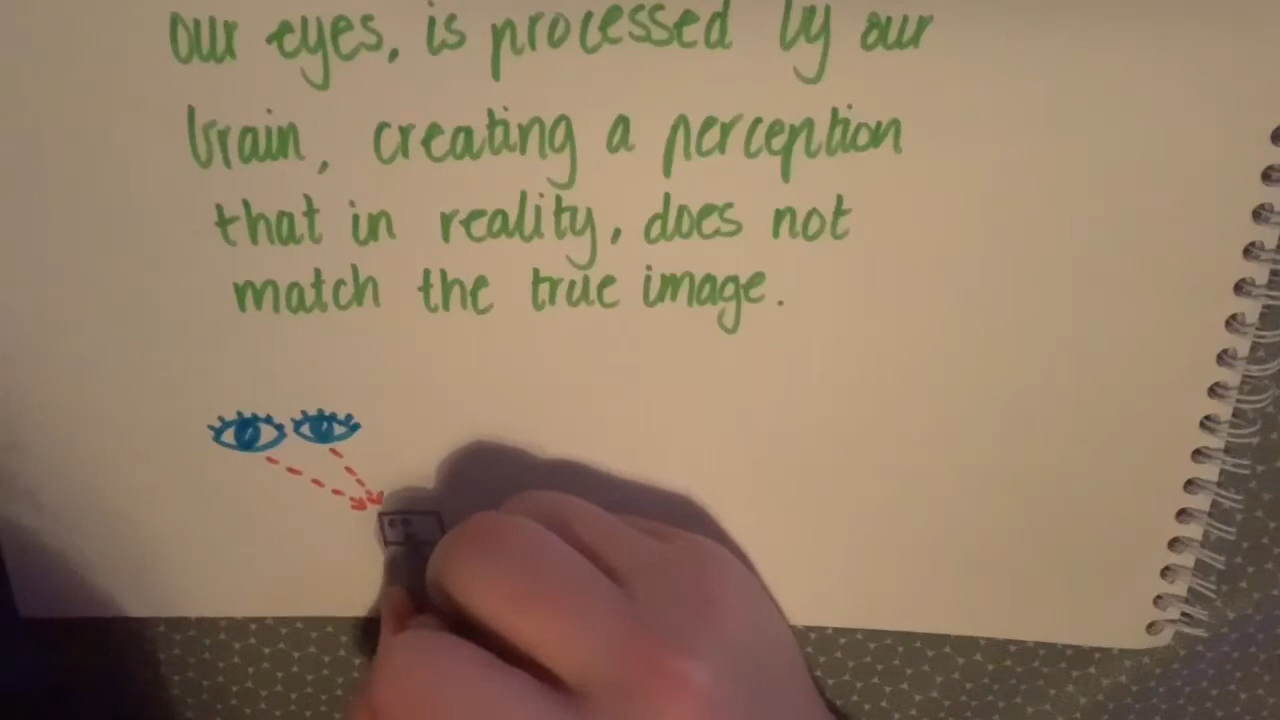 our eyes, is processed by our
brain, creating a perception
that in reality, does not
match the true image.